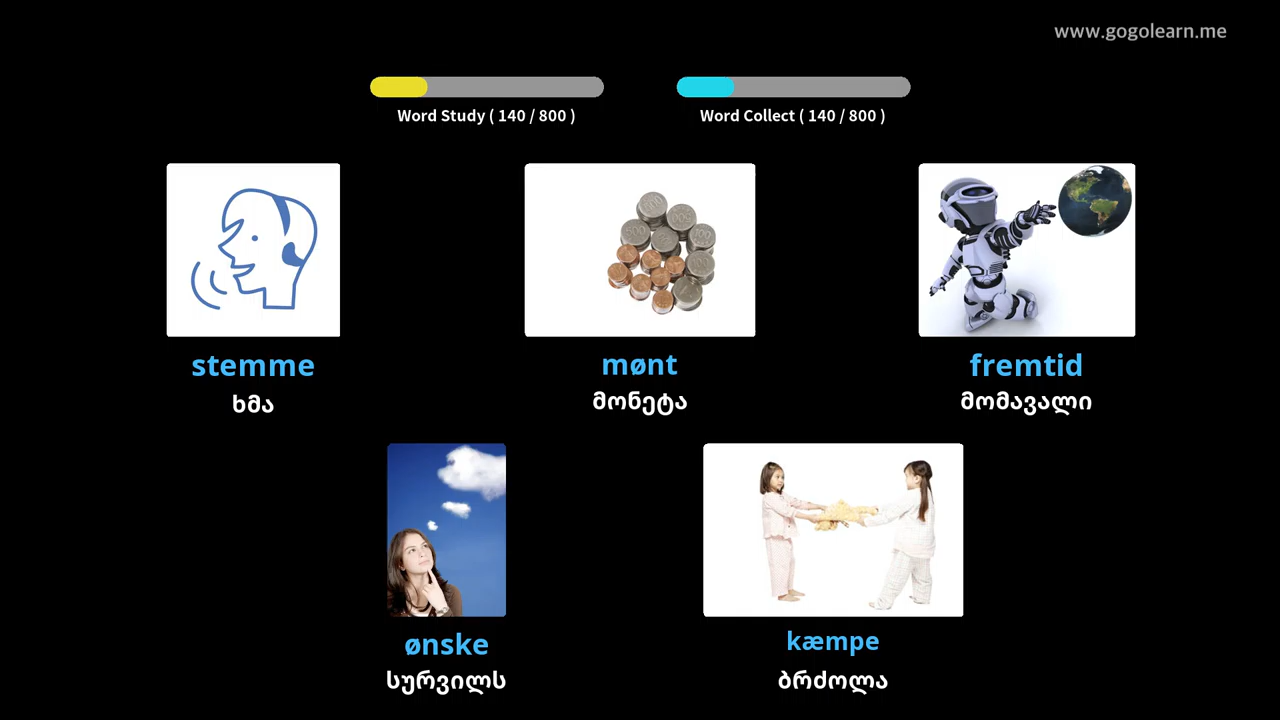 www.gogolearn.me
Word Study ( 140 / 800 )
Word Collect ( 140 / 800 )
stemme
ხმა
mønt
მონეტა
fremtid
მომავალი
ønske
სურვილს
kæmpe
ბრძოლა